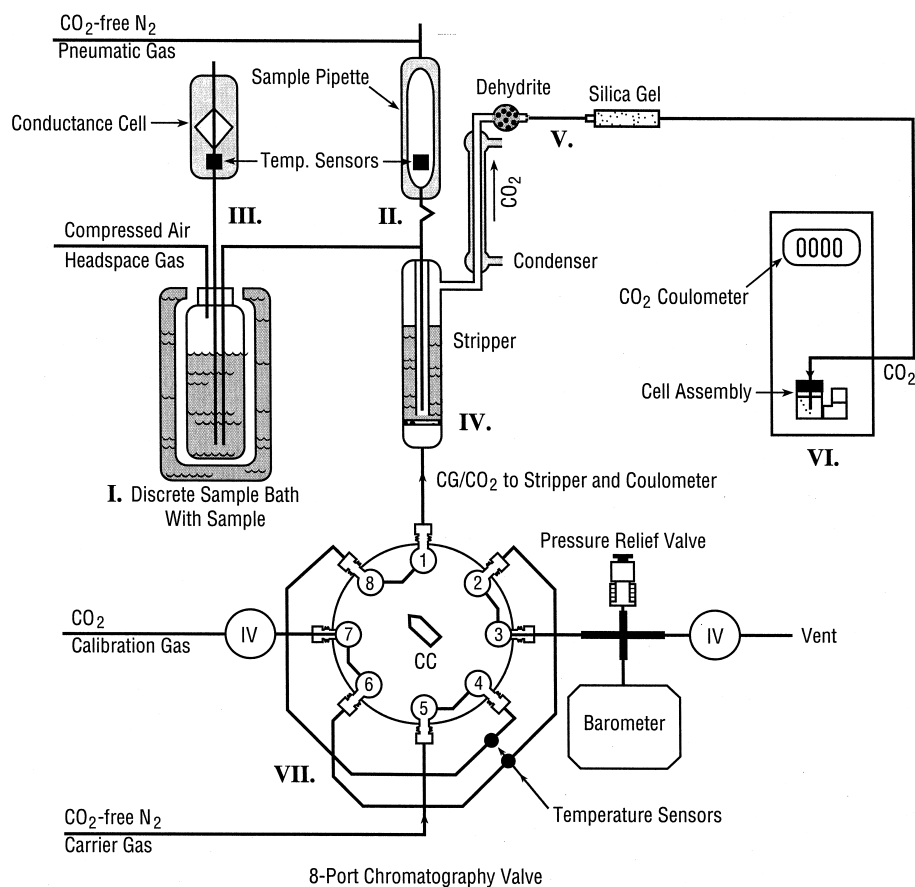 CO2-free N2
Pneumatic Gas
Sample Pipette
Dehydrite
Silica Gel
Conductance Cell
Temp. Sensors
V.
CO2
III.
II.
Compressed Air
Headspace Gas
Condenser
0000
CO2 Coulometer
Stripper
CO2
Cell Assembly
IV.
VI.
I. Discrete Sample Bath
With Sample
CG/CO2 to Stripper and Coulometer
Pressure Relief Valve
1
2
8
CO2
Calibration Gas
IV
7
3
IV
Vent
CC
6
4
5
Barometer
VII.
Temperature Sensors
CO2-free N2
Carrier Gas
8-Port Chromatography Valve